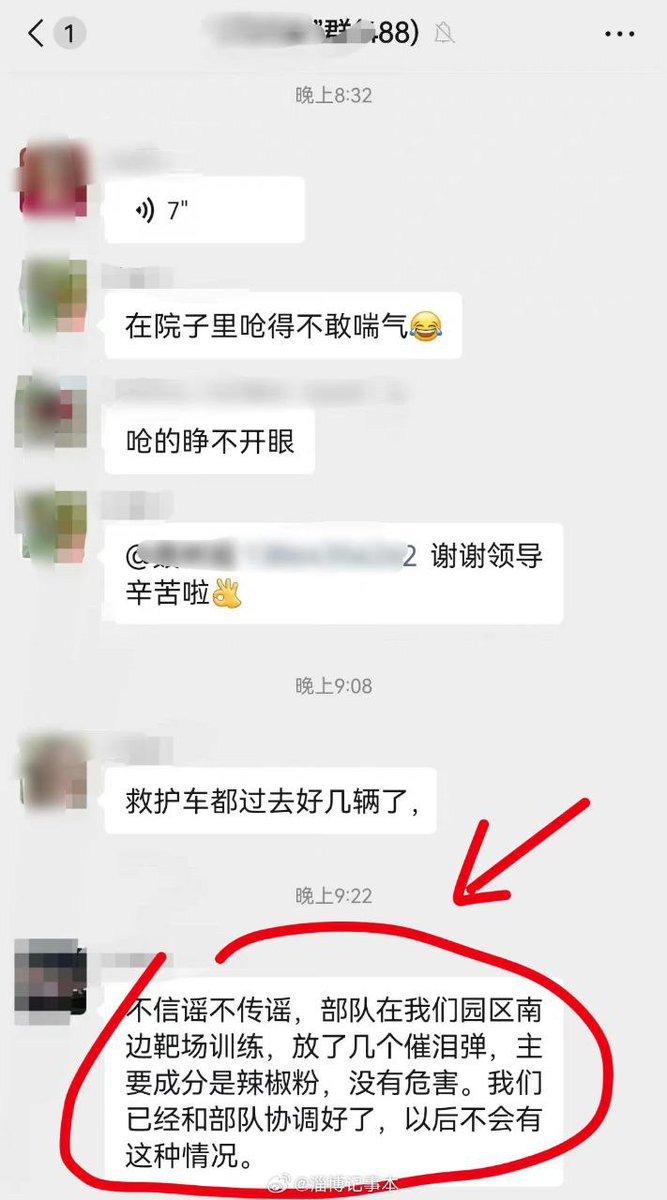 1
群(488)
晚上8:32
7"
在院子里呛得不敢喘气😂
呛的睁不开眼
@
2 谢谢领导
辛苦啦👌
晚上9:08
救护车都过去好几辆了，
晚上9:22
不信谣不传谣，部队在我们园区南
边靶场训练，放了几个催泪弹，主
要成分是辣椒粉，没有危害。我们
已经和部队协调好了，以后不会有
这种情况。
@淄博记事本